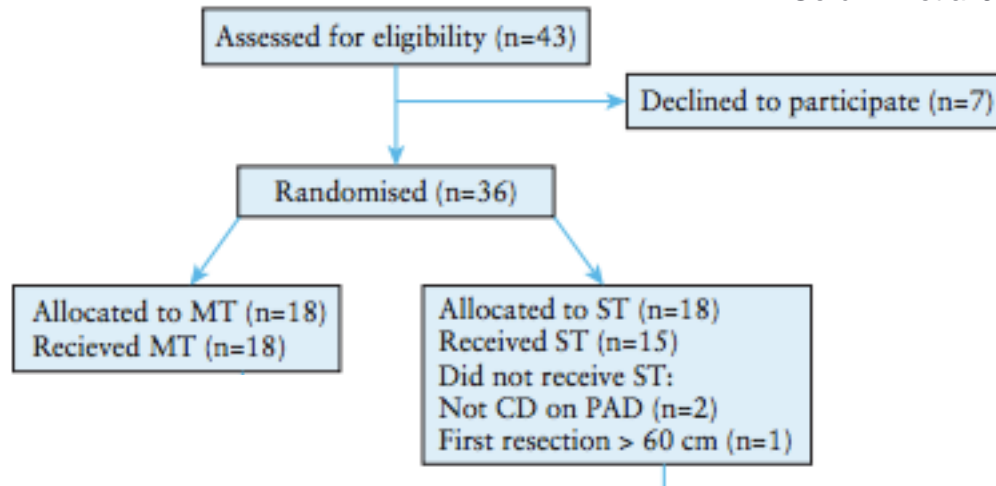 Assessed for eligibility (n=43)
Declined to participate (n=7)
Randomised (n=36)
Allocated to MT (n=18)
Recieved MT (n=18)
Allocated to ST (n=18)
Received ST (n=15)
Did not receive ST:
Not CD on PAD (n=2)
First resection > 60 cm (n=1)